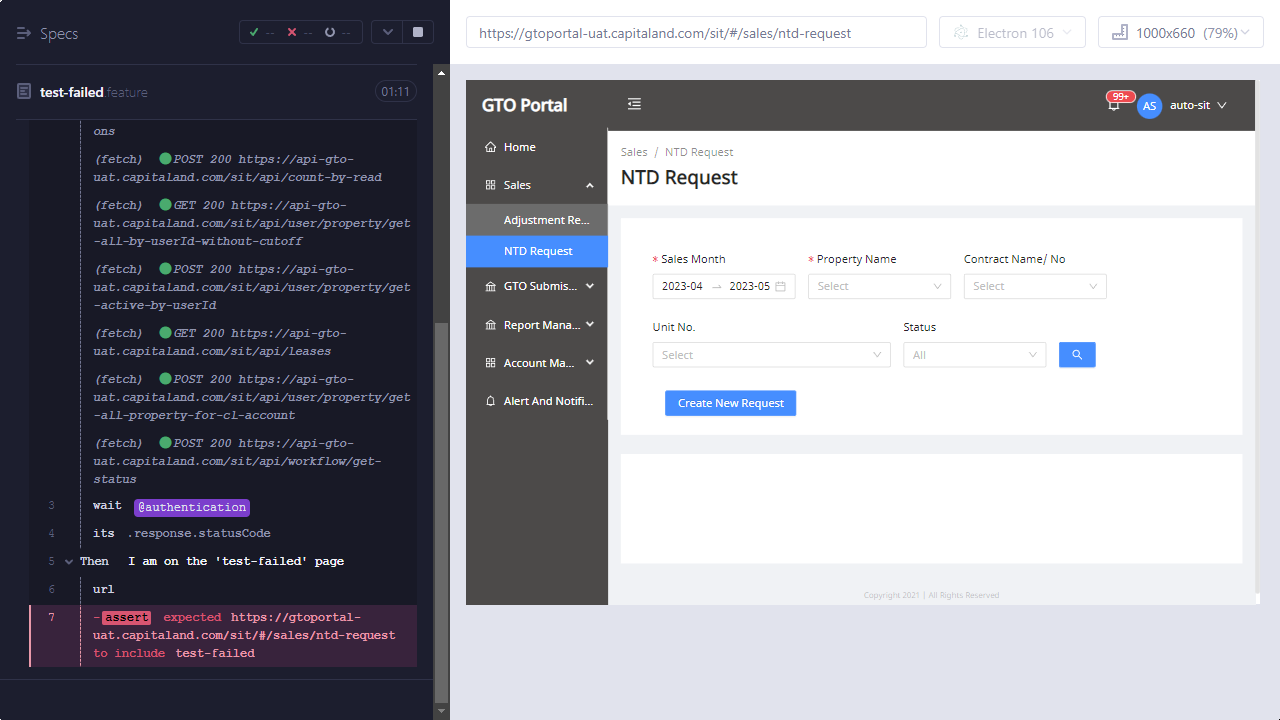 Specs
-- -- --
test-failed.feature 01:11
ons
(fetch) POST 200 https://api-gto-
uat.capitaland.com/sit/api/count-by-read
(fetch) GET 200 https://api-gto-
uat.capitaland.com/sit/api/user/property/get
-all-by-userId-without-cutoff
(fetch) POST 200 https://api-gto-
uat.capitaland.com/sit/api/user/property/get
-active-by-userId
(fetch) GET 200 https://api-gto-
uat.capitaland.com/sit/api/leases
(fetch) POST 200 https://api-gto-
uat.capitaland.com/sit/api/user/property/get
-all-property-for-cl-account
(fetch) POST 200 https://api-gto-
uat.capitaland.com/sit/api/workflow/get-
status
3 wait @authentication
4 its .response.statusCode
5 Then I am on the 'test-failed' page
6 url
7 -assert expected https://gtoportal-
uat.capitaland.com/sit/#/sales/ntd-request
to include test-failed
https://gtoportal-uat.capitaland.com/sit/#/sales/ntd-request
Electron 106
1000x660 (79%)
GTO Portal
99+
AS auto-sit
Home
Sales
Adjustment Re...
NTD Request
GTO Submis...
Report Mana...
Account Ma...
Alert And Notifi...
Sales / NTD Request
NTD Request
* Sales Month * Property Name Contract Name/ No
2023-04 → 2023-05 Select Select
Unit No. Status
Select All
Create New Request
Copyright 2021 | All Rights Reserved